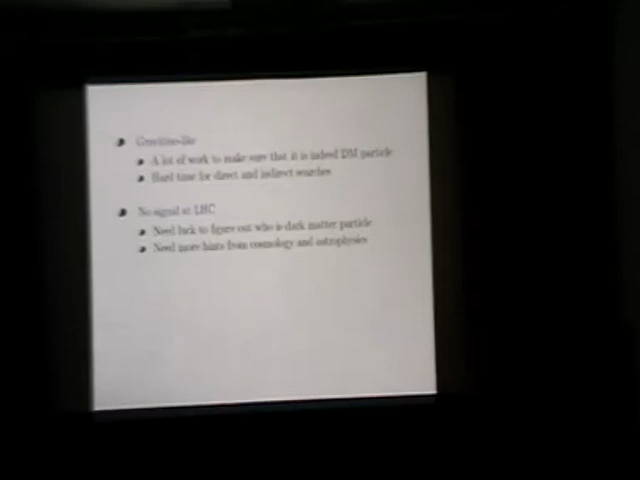 Gravitino-like
A lot of work to make sure that it is indeed DM particle
Hard time for direct and indirect searches
No signal at LHC
Need luck to figure out who is dark matter particle
Need more hints from cosmology and astrophysics